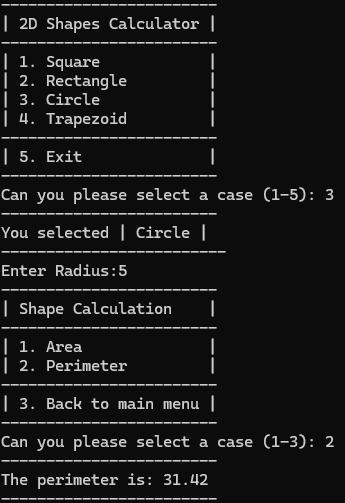 ------------------------
| 2D Shapes Calculator |
------------------------
| 1. Square            |
| 2. Rectangle         |
| 3. Circle            |
| 4. Trapezoid         |
------------------------
| 5. Exit              |
------------------------
Can you please select a case (1-5): 3
------------------------
You selected | Circle |
-------------------------
Enter Radius:5
------------------------
| Shape Calculation    |
------------------------
| 1. Area              |
| 2. Perimeter         |
------------------------
| 3. Back to main menu |
------------------------
Can you please select a case (1-3): 2
------------------------
The perimeter is: 31.42
------------------------